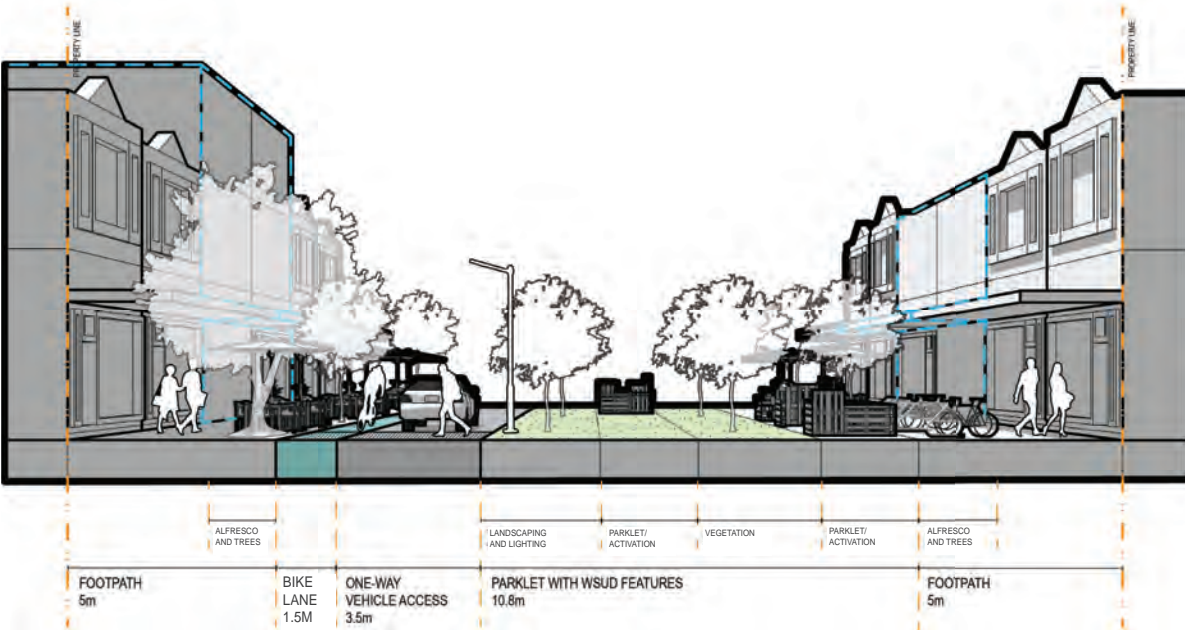 PROPERTY LINE
PROPERTY LINE
ALFRESCO
AND TREES
LANDSCAPING
AND LIGHTING
PARKLET/
ACTIVATION
VEGETATION
PARKLET/
ACTIVATION
ALFRESCO
AND TREES
FOOTPATH
5m
BIKE
LANE
1.5M
ONE-WAY
VEHICLE ACCESS
3.5m
PARKLET WITH WSUD FEATURES
10.8m
FOOTPATH
5m